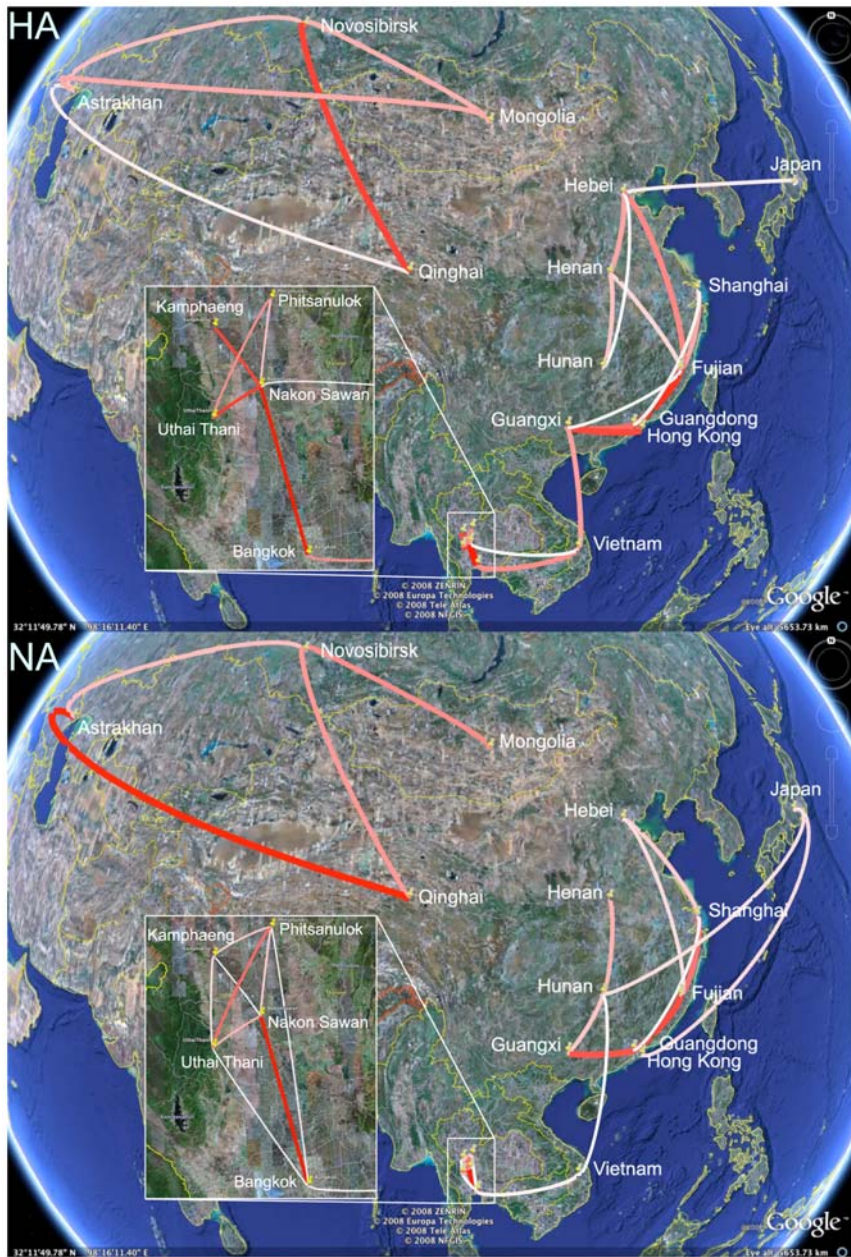 HA
Novosibirsk
Astrakhan
Mongolia
Japan
Hebei
Qinghai
Henan
Shanghai
Kamphaeng
Phitsanulok
Hunan
Fujian
Nakon Sawan
Uthai Thani
Guangxi
Guangdong
Hong Kong
Bangkok
Vietnam
© 2008 ZENRIN
© 2008 Europa Technologies
© 2008 Tele Atlas
© 2008 NFGIS
Google™
32°11'49.78" N 98°16'11.40" E
NA
Novosibirsk
Astrakhan
Mongolia
Japan
Hebei
Qinghai
Henan
Shanghai
Kamphaeng
Phitsanulok
Hunan
Fujian
Nakon Sawan
Uthai Thani
Guangxi
Guangdong
Hong Kong
Bangkok
Vietnam
© 2008 ZENRIN
© 2008 Europa Technologies
© 2008 Tele Atlas
© 2008 NFGIS
Google™
32°11'49.78" N 98°16'11.40" E